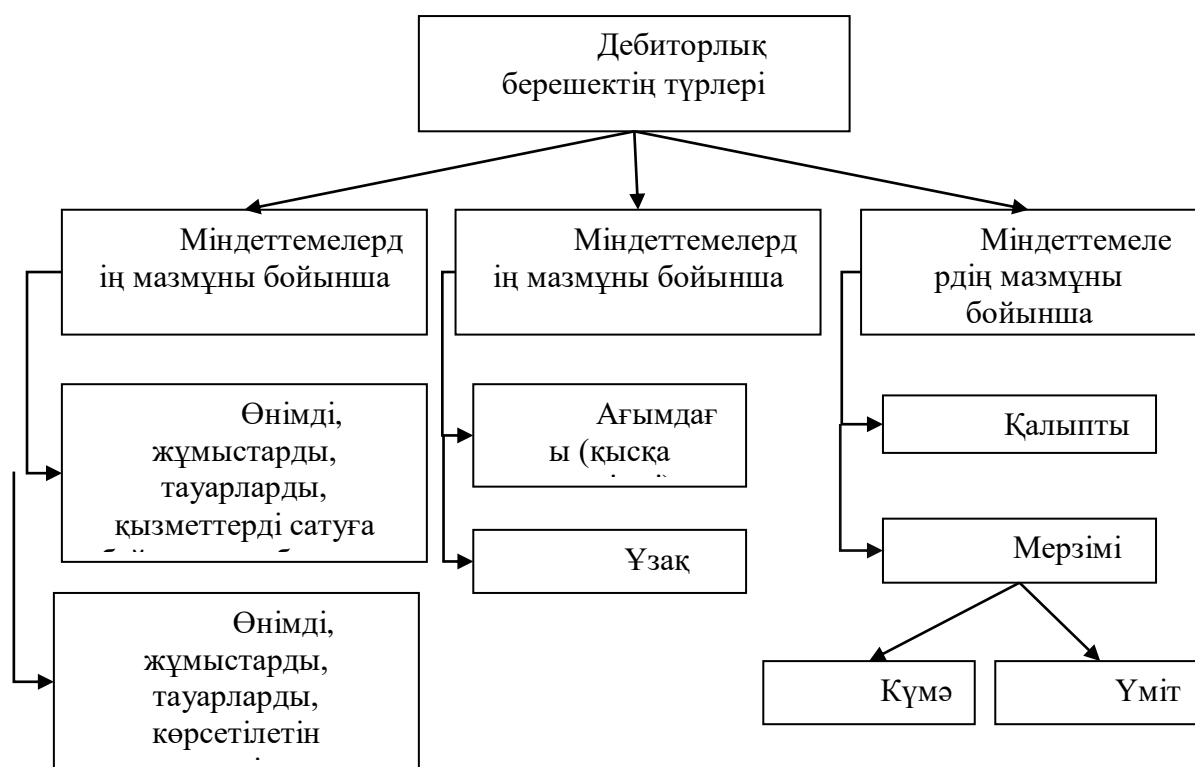 Дебиторлық
берешектің түрлері
Міндеттемелерд
ің мазмұны бойынша
Міндеттемелерд
ің мазмұны бойынша
Міндеттемеле
рдің мазмұны
бойынша
Өнімді,
жұмыстарды,
тауарларды,
қызметтерді сатуға
Ағымдағ
ы (қысқа
Қалыпты
Ұзақ
Мерзімі
Өнімді,
жұмыстарды,
тауарларды,
көрсетілетін
Күмә
Үміт